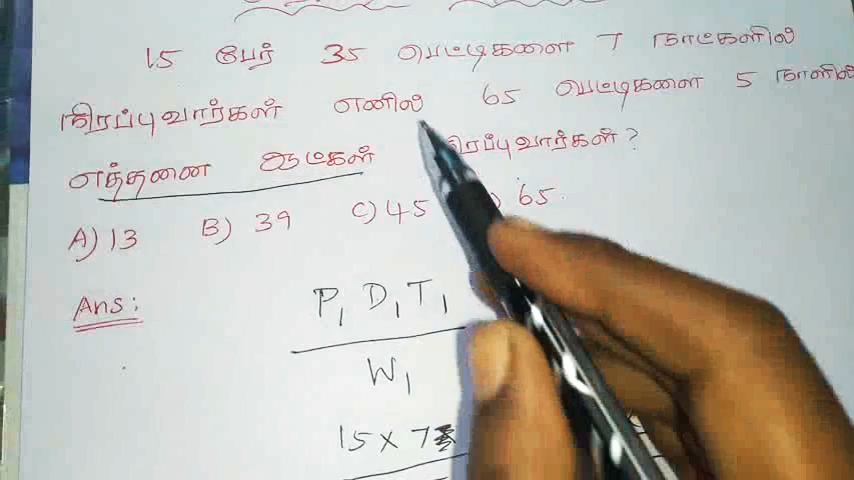 15 பேர் 35 பெட்டிகளை 7 நாட்களில்
நிரப்புவார்கள் எனில் 65 பெட்டிகளை 5 நாளில்
எத்தனை ஆட்கள் நிரப்புவார்கள்?
A) 13 B) 39 C) 45 ) 65
Ans:
P₁ D₁ T₁
W₁
15 x 7